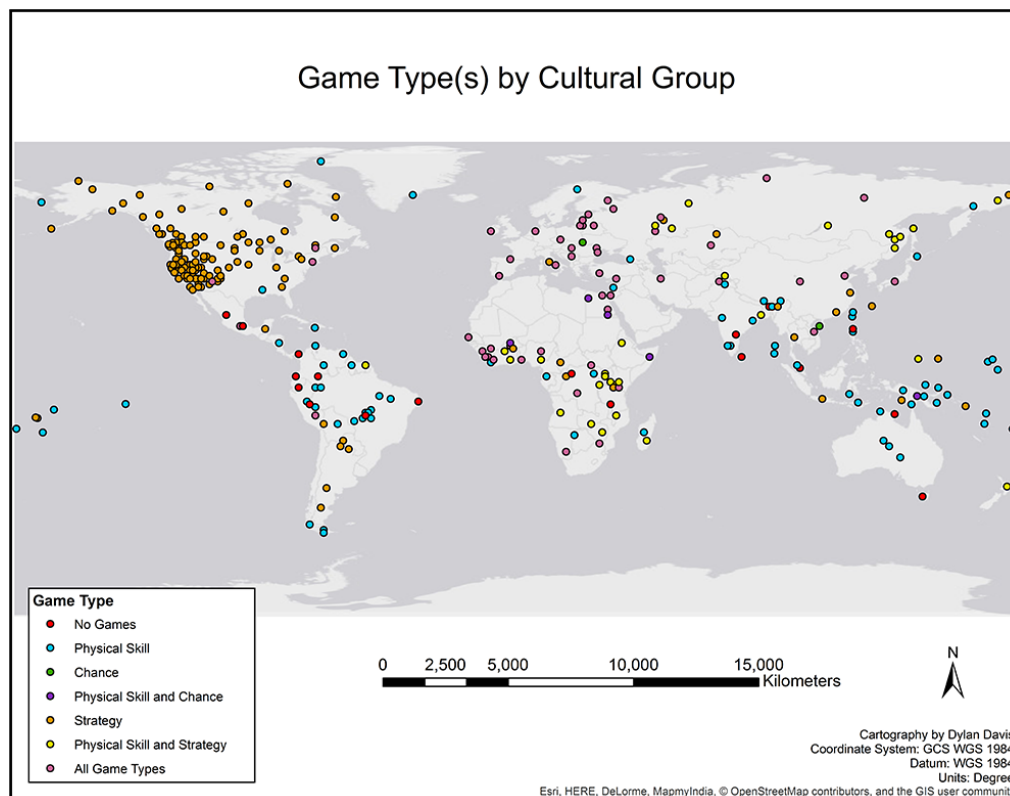 Game Type(s) by Cultural Group
Game Type
No Games
Physical Skill
Chance
Physical Skill and Chance
Strategy
Physical Skill and Strategy
All Game Types
0 2,500 5,000 10,000 15,000
Kilometers
N
Cartography by Dylan Davis
Coordinate System: GCS WGS 1984
Datum: WGS 1984
Units: Degree
Esri, HERE, DeLorme, MapmyIndia, © OpenStreetMap contributors, and the GIS user communit